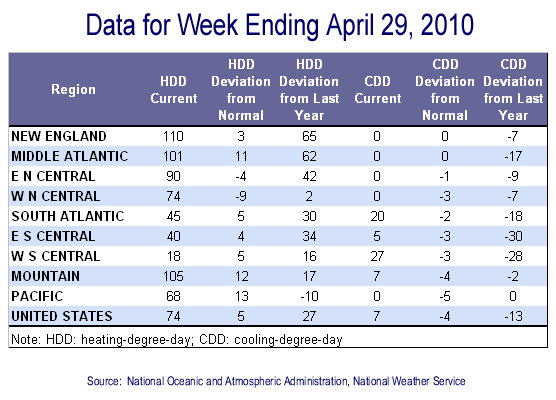 Data for Week Ending April 29, 2010
Region HDD Current HDD Deviation from Normal HDD Deviation from Last Year CDD Current CDD Deviation from Normal CDD Deviation from Last Year
NEW ENGLAND 110 3 65 0 0 -7
MIDDLE ATLANTIC 101 11 62 0 0 -17
E N CENTRAL 90 -4 42 0 -1 -9
W N CENTRAL 74 -9 2 0 -3 -7
SOUTH ATLANTIC 45 5 30 20 -2 -18
E S CENTRAL 40 4 34 5 -3 -30
W S CENTRAL 18 5 16 27 -3 -28
MOUNTAIN 105 12 17 7 -4 -2
PACIFIC 68 13 -10 0 -5 0
UNITED STATES 74 5 27 7 -4 -13
Note: HDD: heating-degree-day; CDD: cooling-degree-day
Source: National Oceanic and Atmospheric Administration, National Weather Service